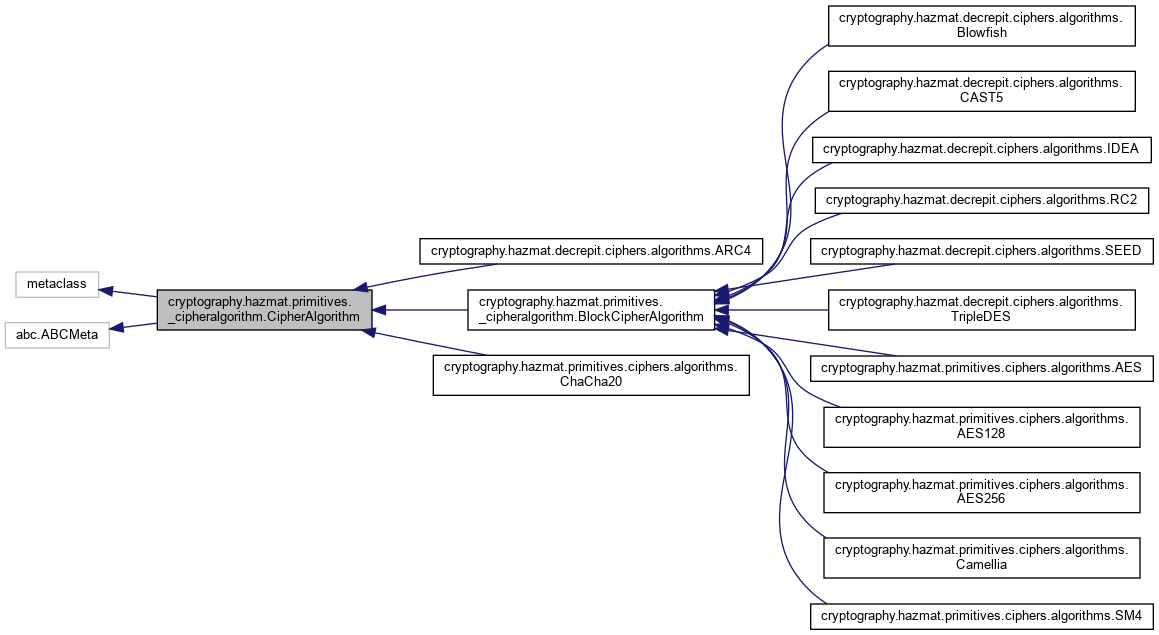 metaclass
abc.ABCMeta
cryptography.hazmat.primitives.
_cipheralgorithm.CipherAlgorithm
cryptography.hazmat.decrepit.ciphers.algorithms.ARC4
cryptography.hazmat.primitives.
_cipheralgorithm.BlockCipherAlgorithm
cryptography.hazmat.primitives.ciphers.algorithms.
ChaCha20
cryptography.hazmat.decrepit.ciphers.algorithms.
Blowfish
cryptography.hazmat.decrepit.ciphers.algorithms.
CAST5
cryptography.hazmat.decrepit.ciphers.algorithms.IDEA
cryptography.hazmat.decrepit.ciphers.algorithms.RC2
cryptography.hazmat.decrepit.ciphers.algorithms.SEED
cryptography.hazmat.decrepit.ciphers.algorithms.
TripleDES
cryptography.hazmat.primitives.ciphers.algorithms.AES
cryptography.hazmat.primitives.ciphers.algorithms.
AES128
cryptography.hazmat.primitives.ciphers.algorithms.
AES256
cryptography.hazmat.primitives.ciphers.algorithms.
Camellia
cryptography.hazmat.primitives.ciphers.algorithms.SM4